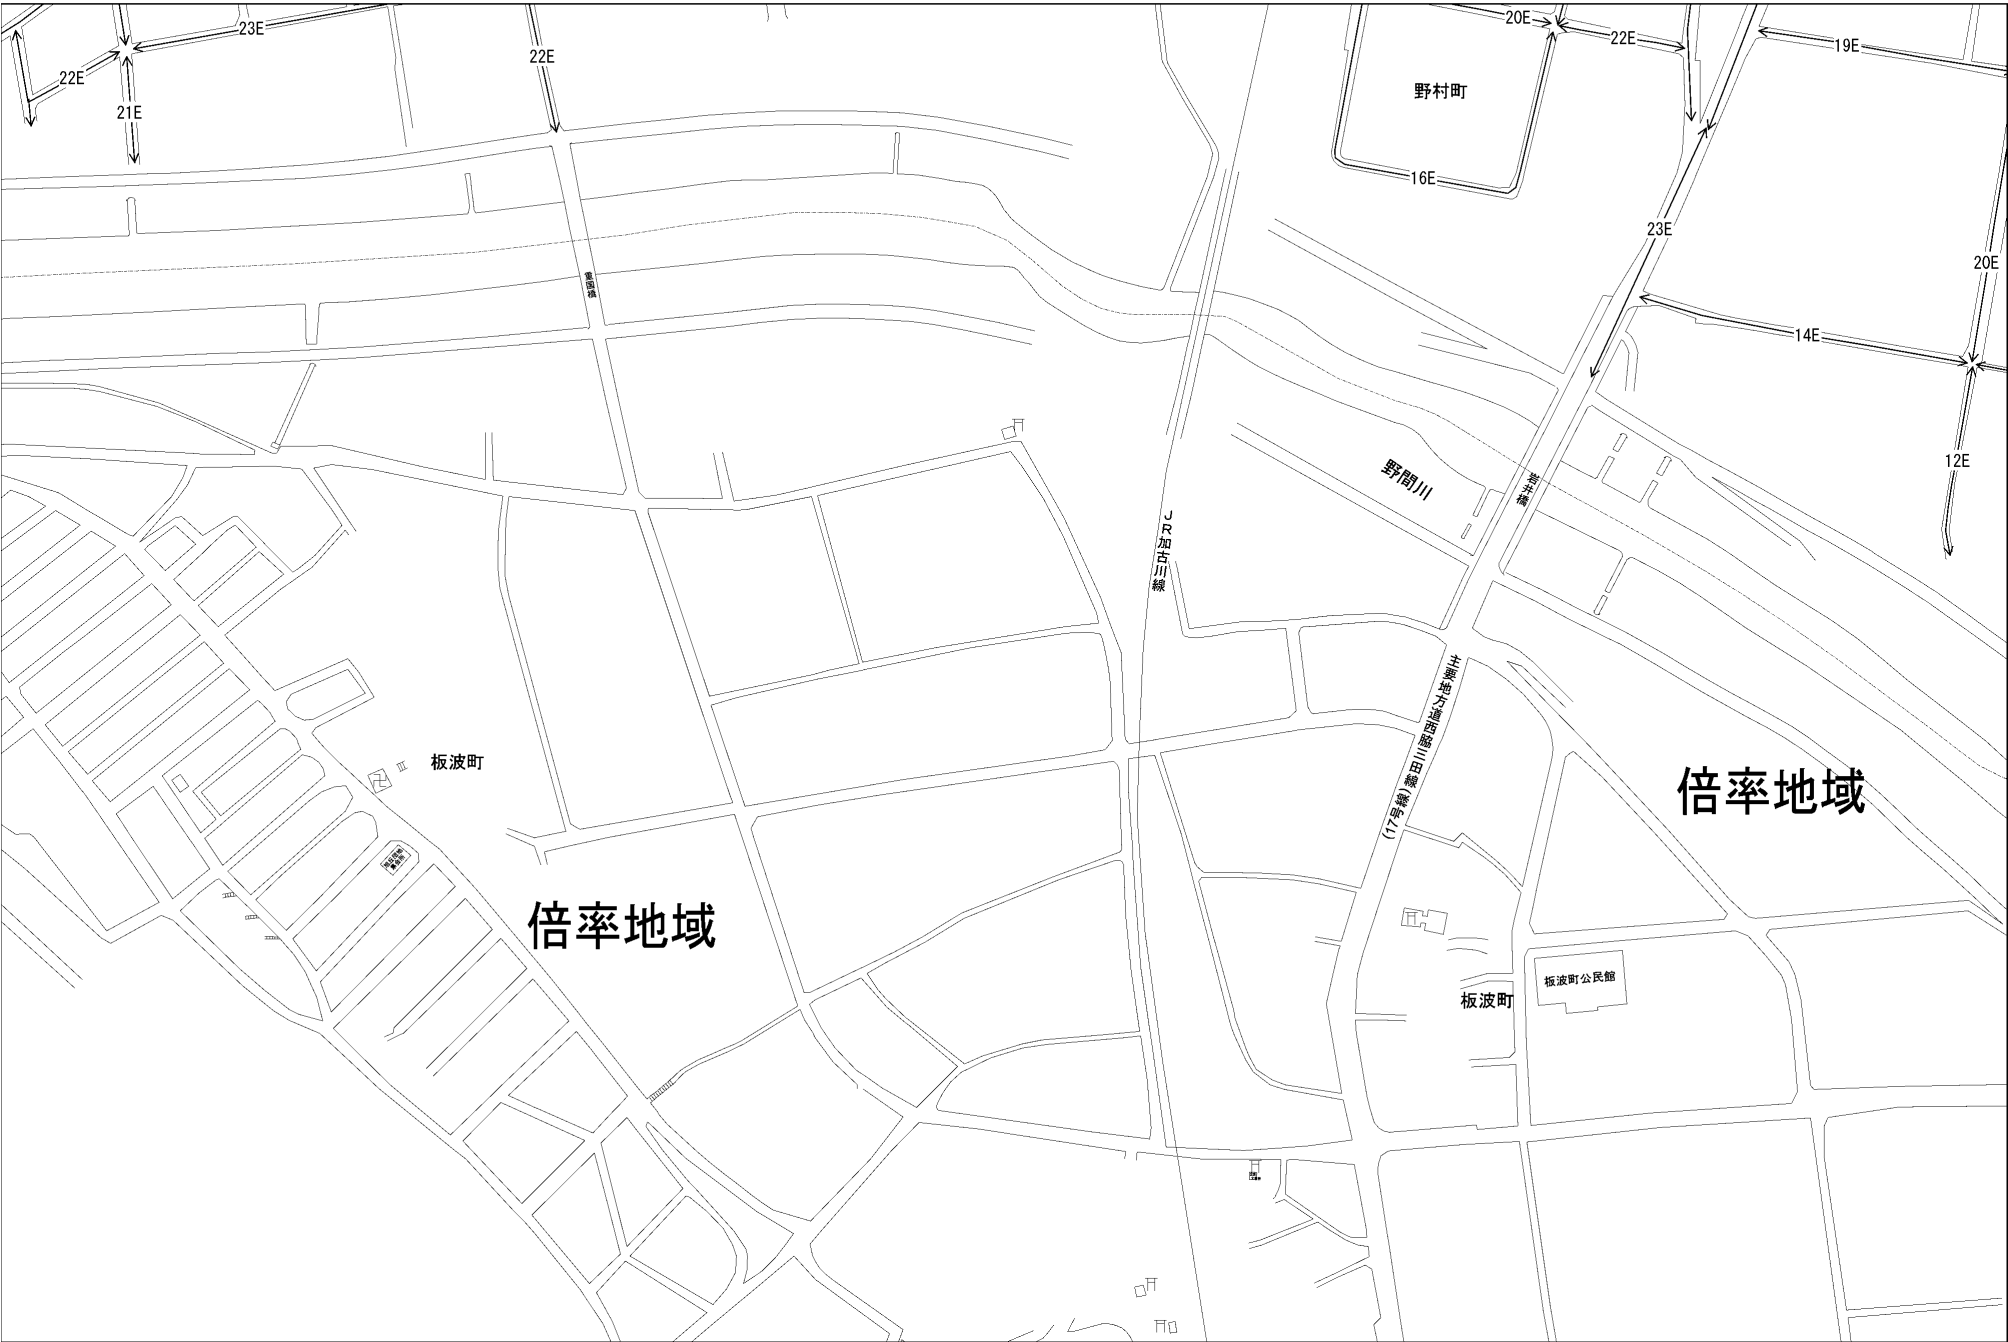 20E
23E
22E
19E
22E
22E
野村町
21E
16E
23E
20E
重国橋
14E
12E
野間川
岩井橋
JR加古川線
主要地方道西脇三田線(17号線)
板波町
倍率地域
倍率地域
板波町公民館
板波町